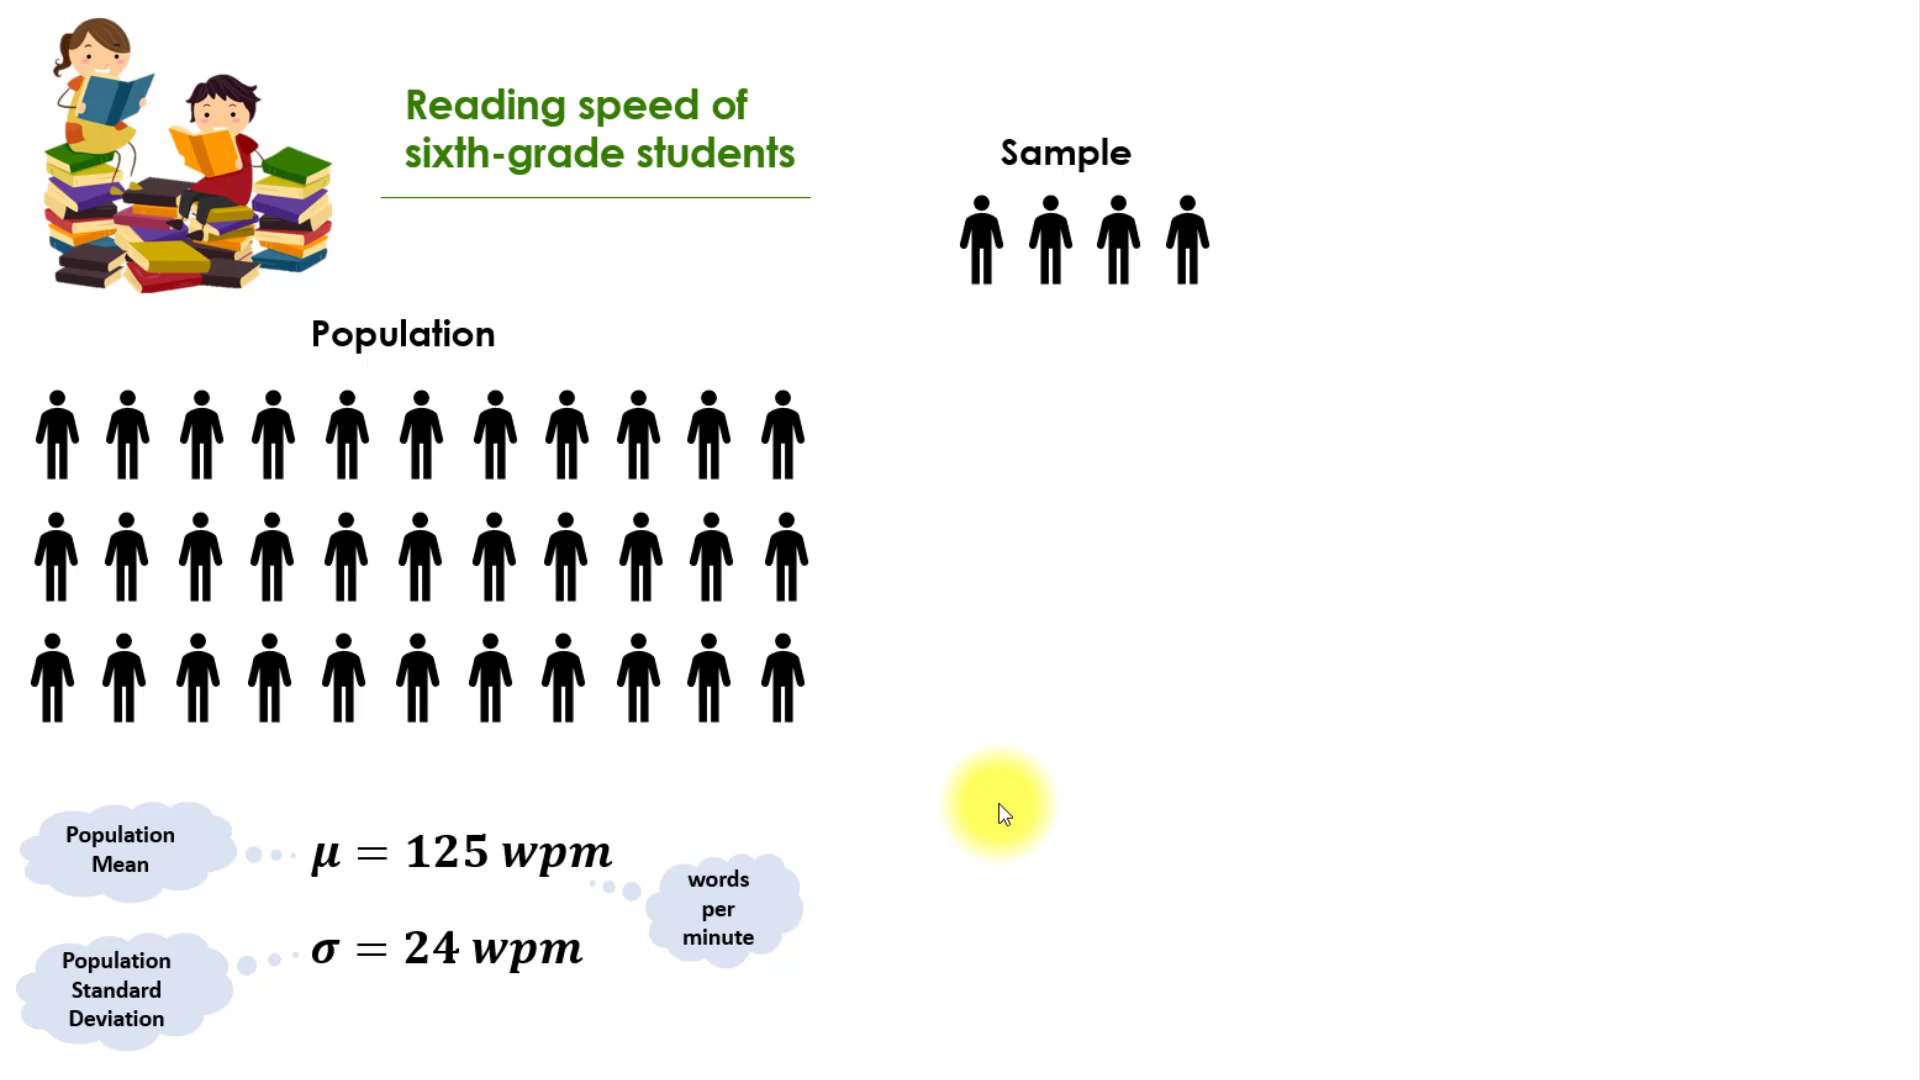 Reading speed of
sixth-grade students
Sample
Population
Population
Mean
μ = 125 wpm
words
per
minute
Population
Standard
Deviation
σ = 24 wpm